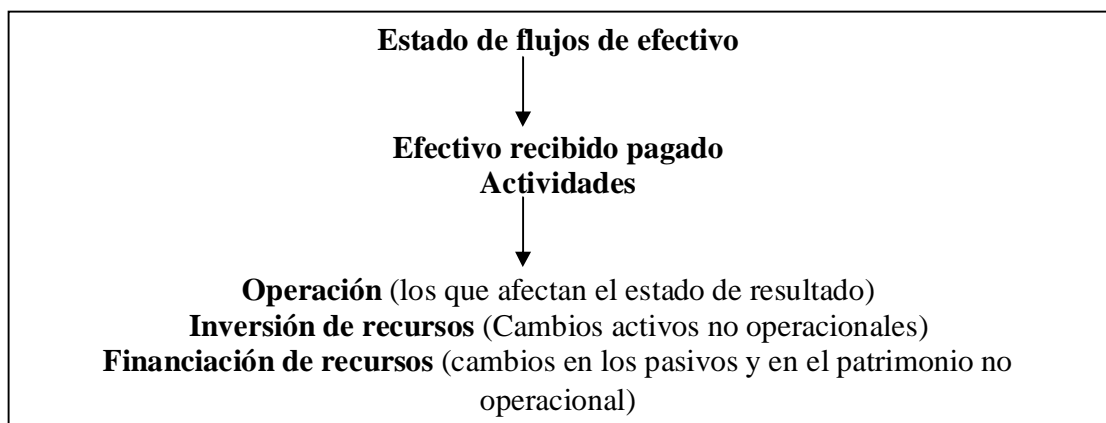 Estado de flujos de efectivo
Efectivo recibido pagado
Actividades
Operación (los que afectan el estado de resultado)
Inversión de recursos (Cambios activos no operacionales)
Financiación de recursos (cambios en los pasivos y en el patrimonio no
operacional)